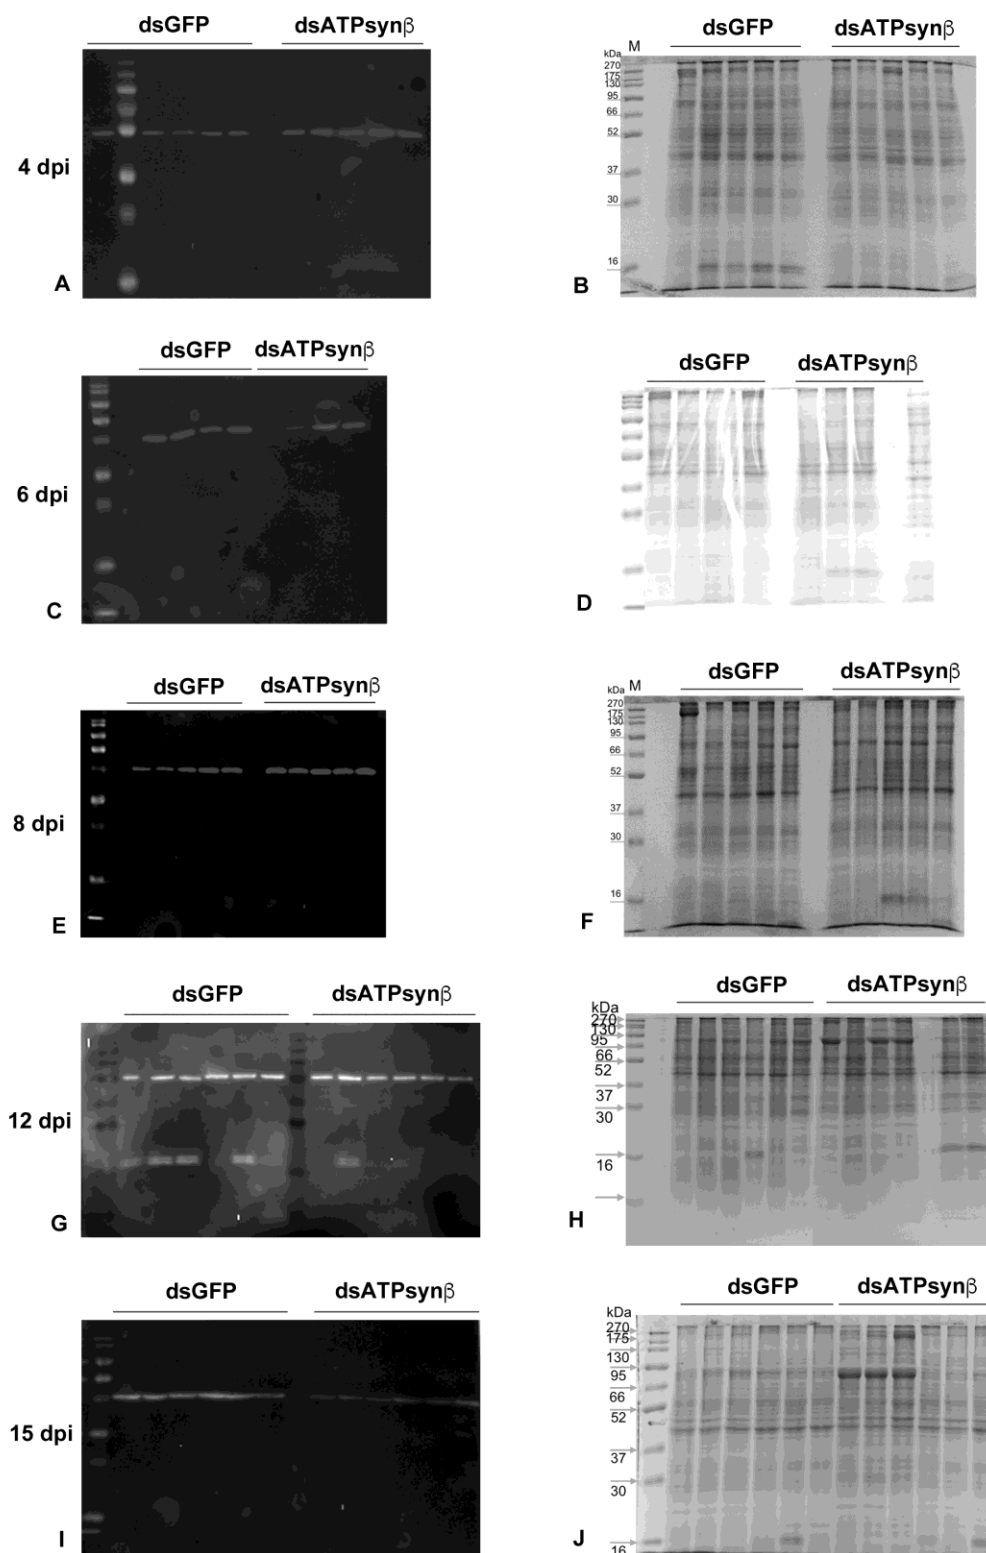 dsGFP dsATPsynβ
4 dpi
A
dsGFP dsATPsynβ
kDa M
270
175
130
95
66
52
37
30
16
B
dsGFP dsATPsynβ
6 dpi
C
dsGFP dsATPsynβ
D
dsGFP dsATPsynβ
8 dpi
E
dsGFP dsATPsynβ
kDa M
270
175
130
95
66
52
37
30
16
F
dsGFP dsATPsynβ
12 dpi
G
dsGFP dsATPsynβ
kDa
270
130
95
66
52
37
30
16
H
dsGFP dsATPsynβ
15 dpi
I
dsGFP dsATPsynβ
kDa
270
175
130
95
66
52
37
30
16
J